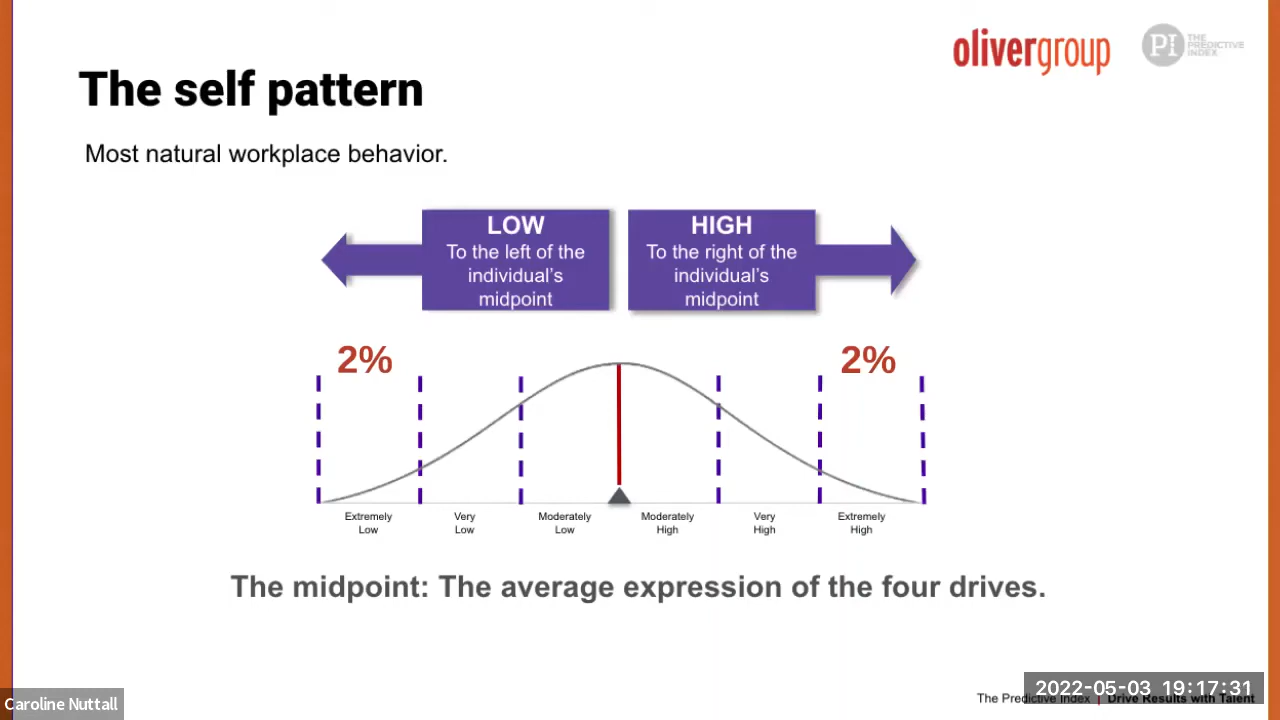 olivergroup
PI THE PREDICTIVE INDEX
The self pattern
Most natural workplace behavior.
LOW
To the left of the
individual's
midpoint
HIGH
To the right of the
individual's
midpoint
2%
2%
Extremely
Low
Very
Low
Moderately
Low
Moderately
High
Very
High
Extremely
High
The midpoint: The average expression of the four drives.
The Predictive Index | Drive Results with Talent
2022-05-03 19:17:31
Caroline Nuttall